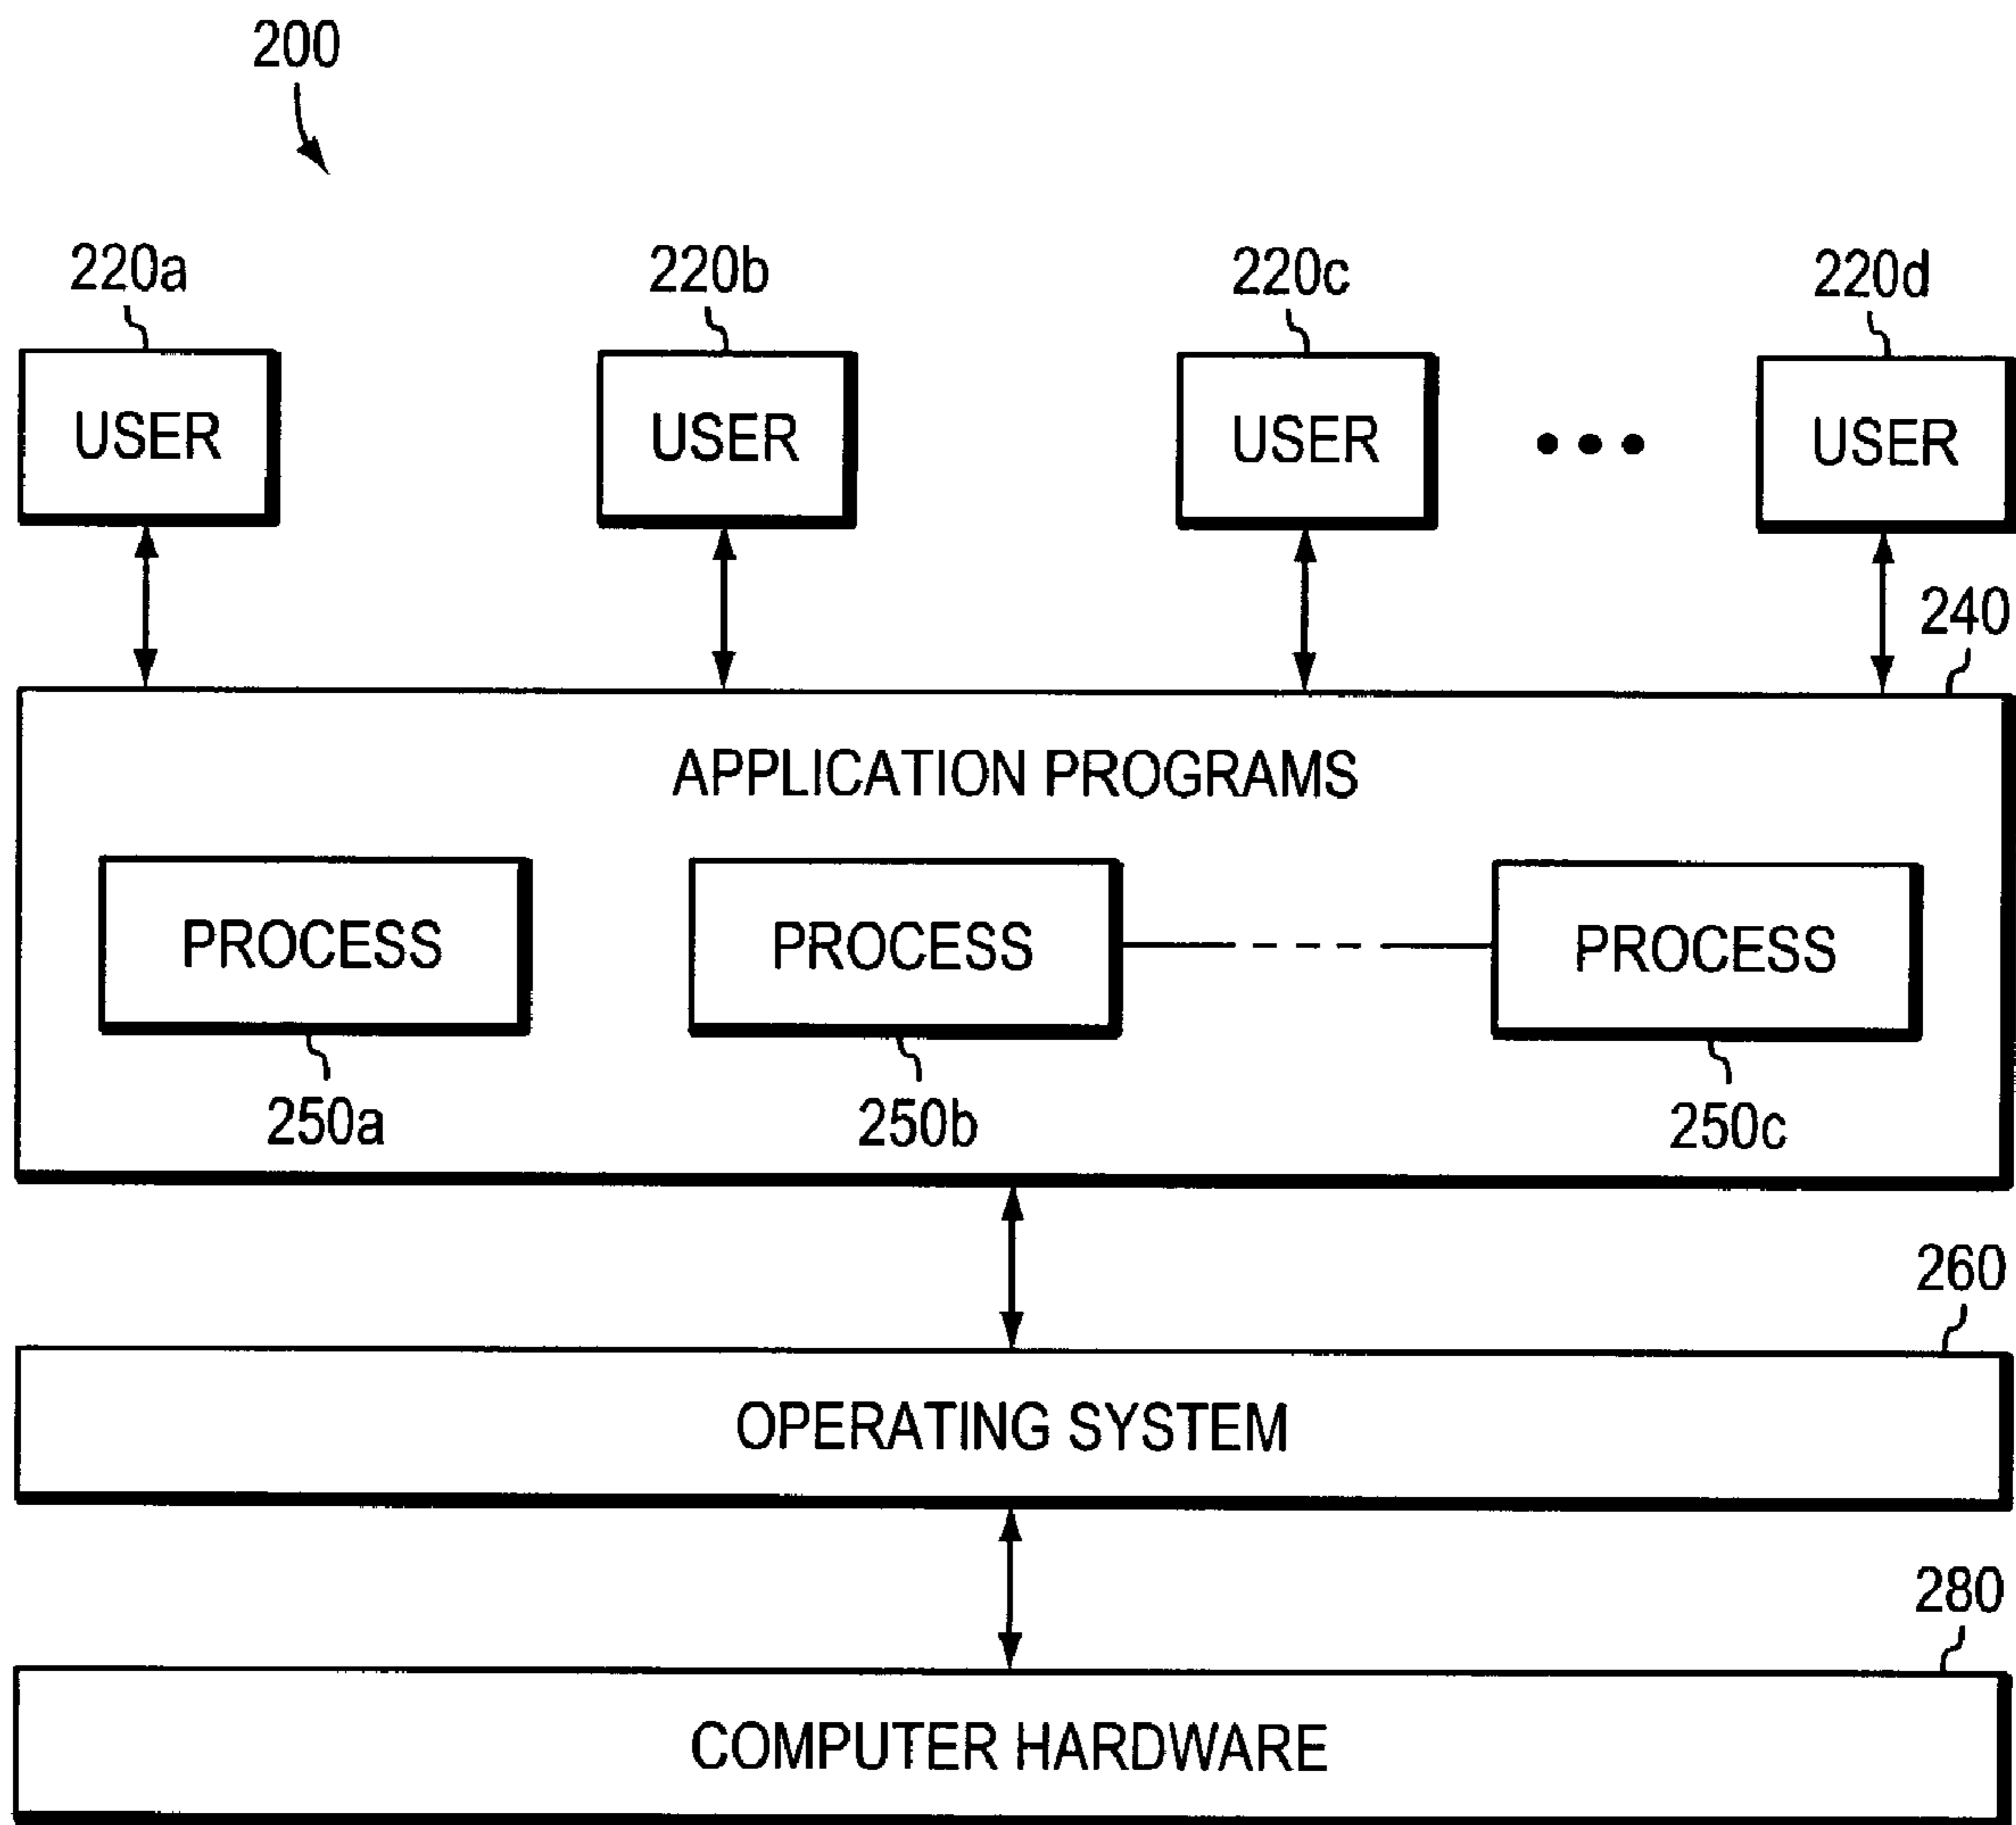 200
220a
220b
220c
220d
USER
USER
USER
USER
240
APPLICATION PROGRAMS
PROCESS
PROCESS
PROCESS
250a
250b
250c
260
OPERATING SYSTEM
280
COMPUTER HARDWARE